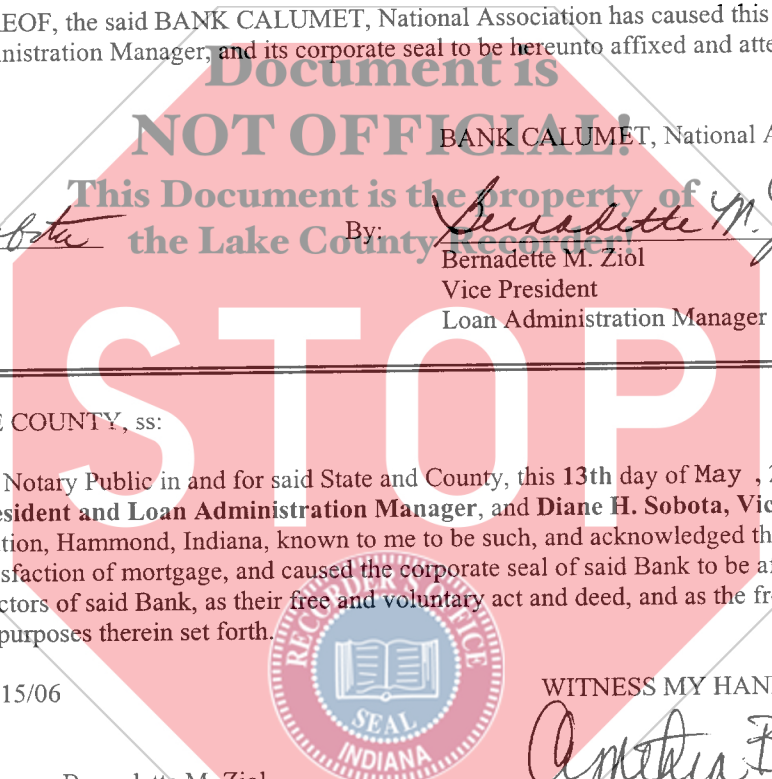 EOF, the said BANK CALUMET, National Association has caused this
nistration Manager, and its corporate seal to be hereunto affixed and atte
Document is
NOT OFFICIAL!
BANK CALUMET, National A
This Document is the property of
the Lake County Recorder!
By: Bernadette M.
Bernadette M. Ziol
Vice President
Loan Administration Manager
STOP
E COUNTY, ss:
Notary Public in and for said State and County, this 13th day of May , 2
esident and Loan Administration Manager, and Diane H. Sobota, Vic
tion, Hammond, Indiana, known to me to be such, and acknowledged th
sfaction of mortgage, and caused the corporate seal of said Bank to be a
ctors of said Bank, as their free and voluntary act and deed, and as the fr
purposes therein set forth.
RECORDER'S OFFICE
SEAL
INDIANA
15/06
WITNESS MY HAN
Bernadette M. Ziol